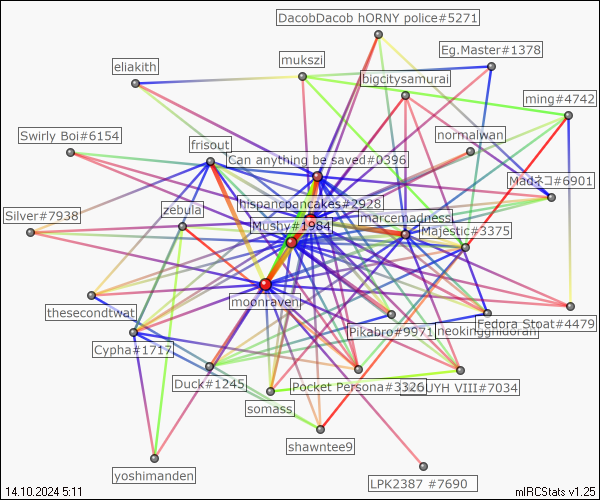 DacobDacob hORNY police#5271
Eg.Master#1378
eliakith
mukszi
bigcitysamurai
ming#4742
Swirly Boi#6154
frisout
normalwan
Can anything be saved#0396
Madネコ#6901
Silver#7938
zebula
hispancpancakes#2928
marcemadness
Mushy#1984
Majestic#3375
moonraven
thesecondtwat
Pikabro#9971
neokingghidorah
Fedora Stoat#4479
Cypha#1717
Duck#1245
Pocket Persona#3326
UYH VIII#7034
somass
shawntee9
yoshimanden
LPK2387 #7690
14.10.2024 5:11
mIRCStats v1.25